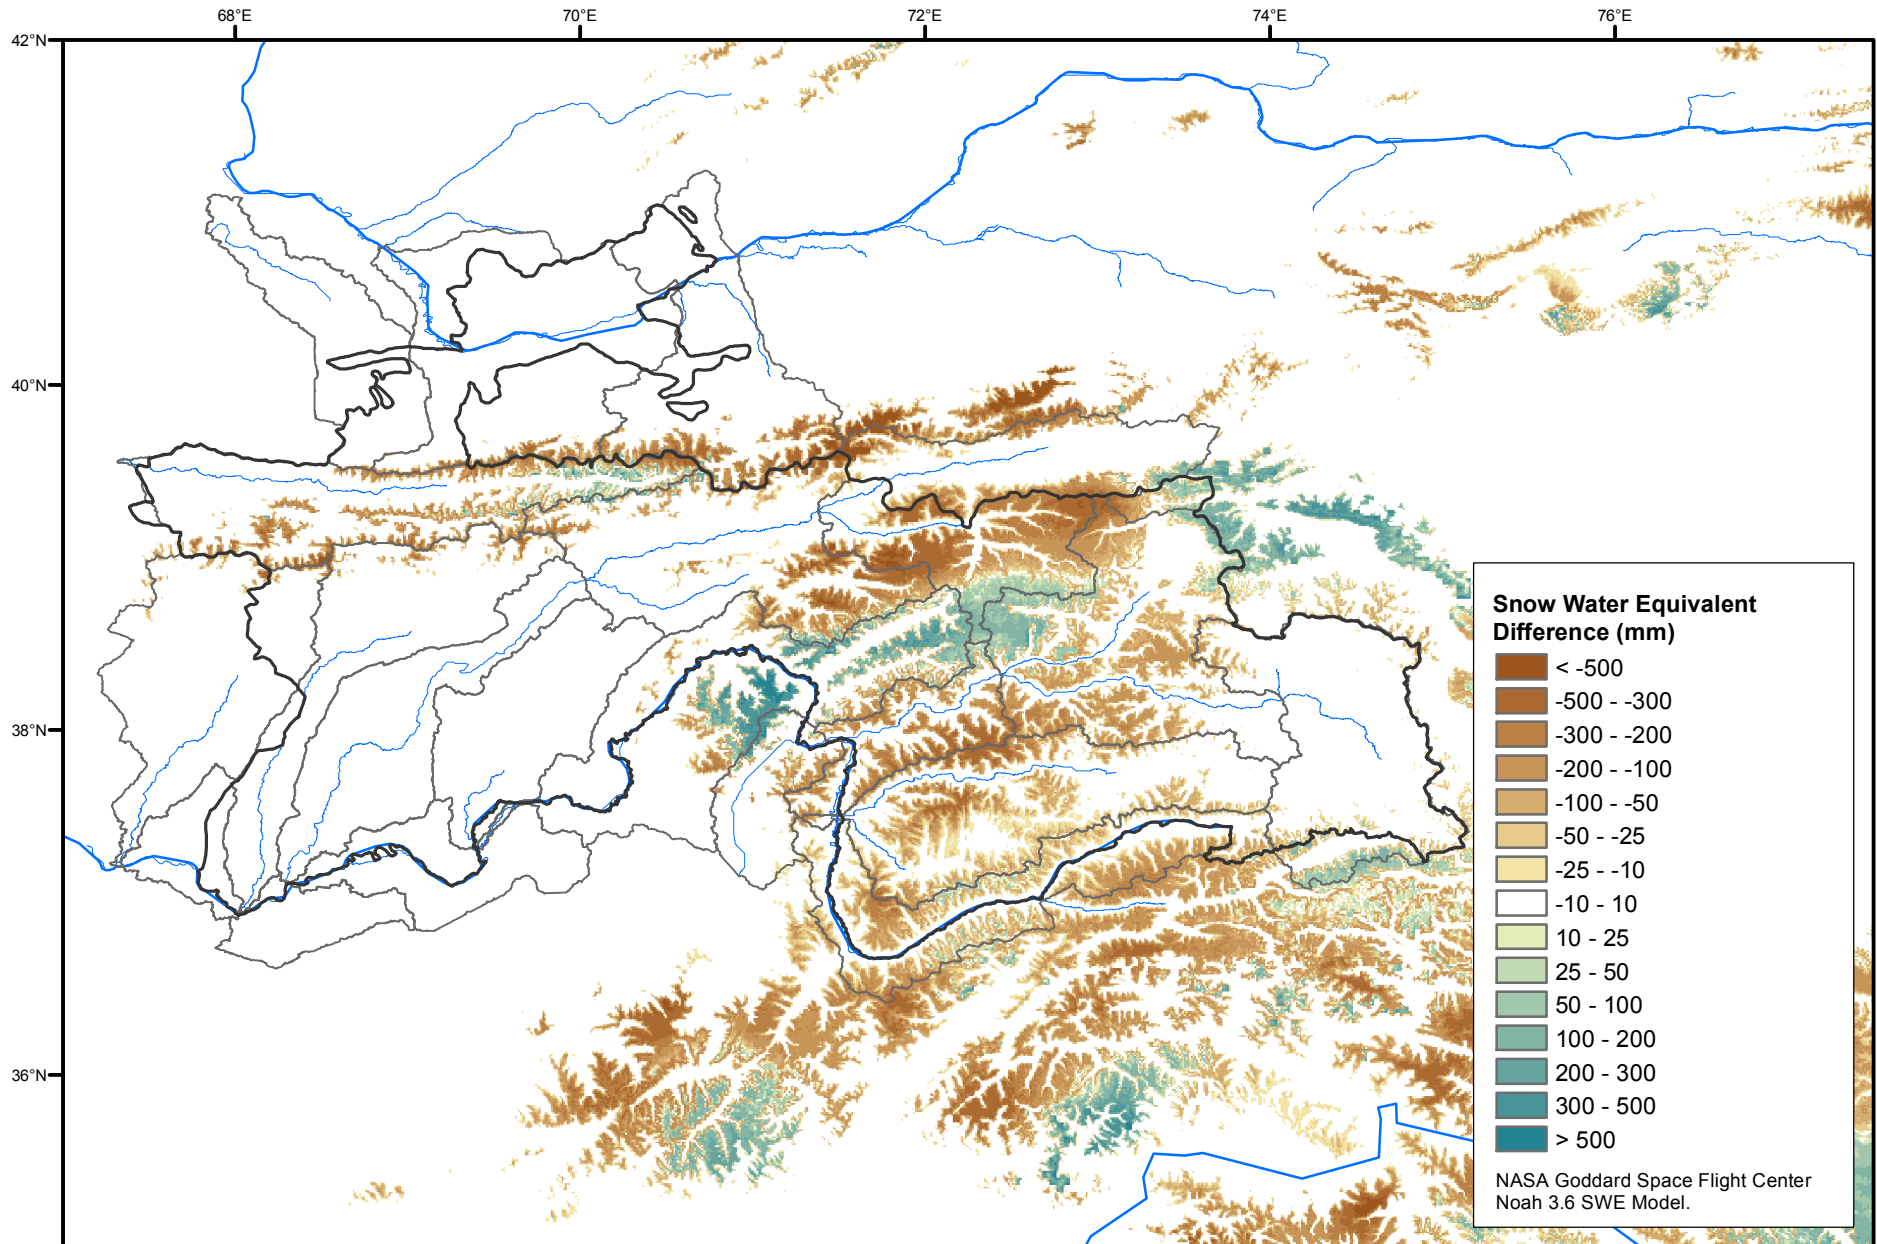 68°E
70°E
72°E
74°E
76°E
42°N
40°N
38°N
36°N
Snow Water Equivalent
Difference (mm)
< -500
-500 - -300
-300 - -200
-200 - -100
-100 - -50
-50 - -25
-25 - -10
-10 - 10
10 - 25
25 - 50
50 - 100
100 - 200
200 - 300
300 - 500
> 500
NASA Goddard Space Flight Center
Noah 3.6 SWE Model.